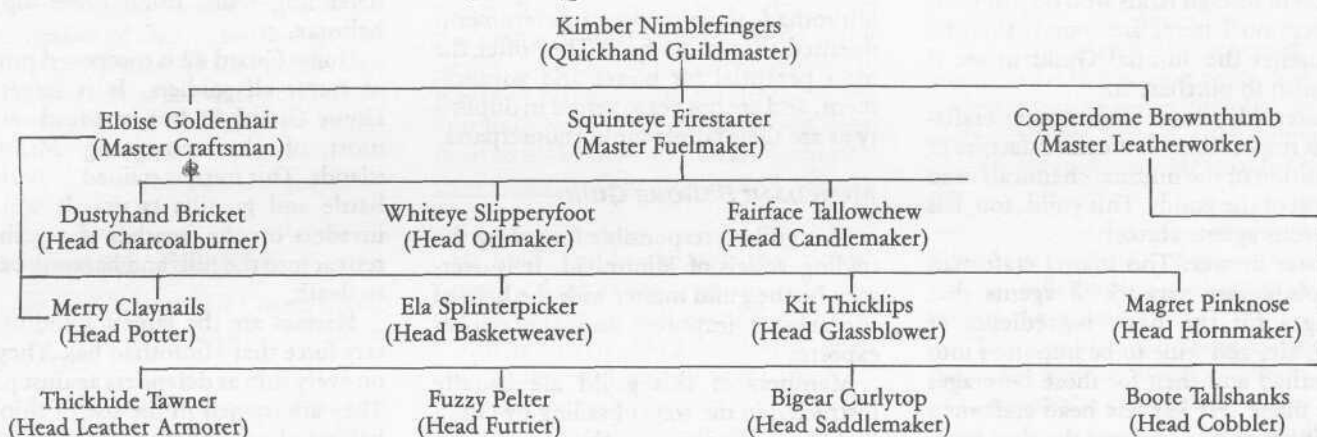 Kimber Nimblefingers
(Quickhands Guildmaster)
Eloise Goldenhair
(Master Craftsman)
Squinteye Firestarter
(Master Fuelmaker)
Copperdome Brownthumb
(Master Leatherworker)
Dustyhand Bricket
(Head Charcoalburner)
Whiteye Slipperyfoot
(Head Oilmaker)
Fairface Tallowchew
(Head Candlemaker)
Merry Claynails
(Head Potter)
Ela Splinterpicker
(Head Basketweaver)
Kit Thicklips
(Head Glassblower)
Magret Pinknose
(Head Hornmaker)
Thickhide Tawner
(Head Leather Armorer)
Fuzzy Pelter
(Head Furrier)
Bigear Curlytop
(Head Saddlemaker)
Boote Tallshanks
(Head Cobbler)